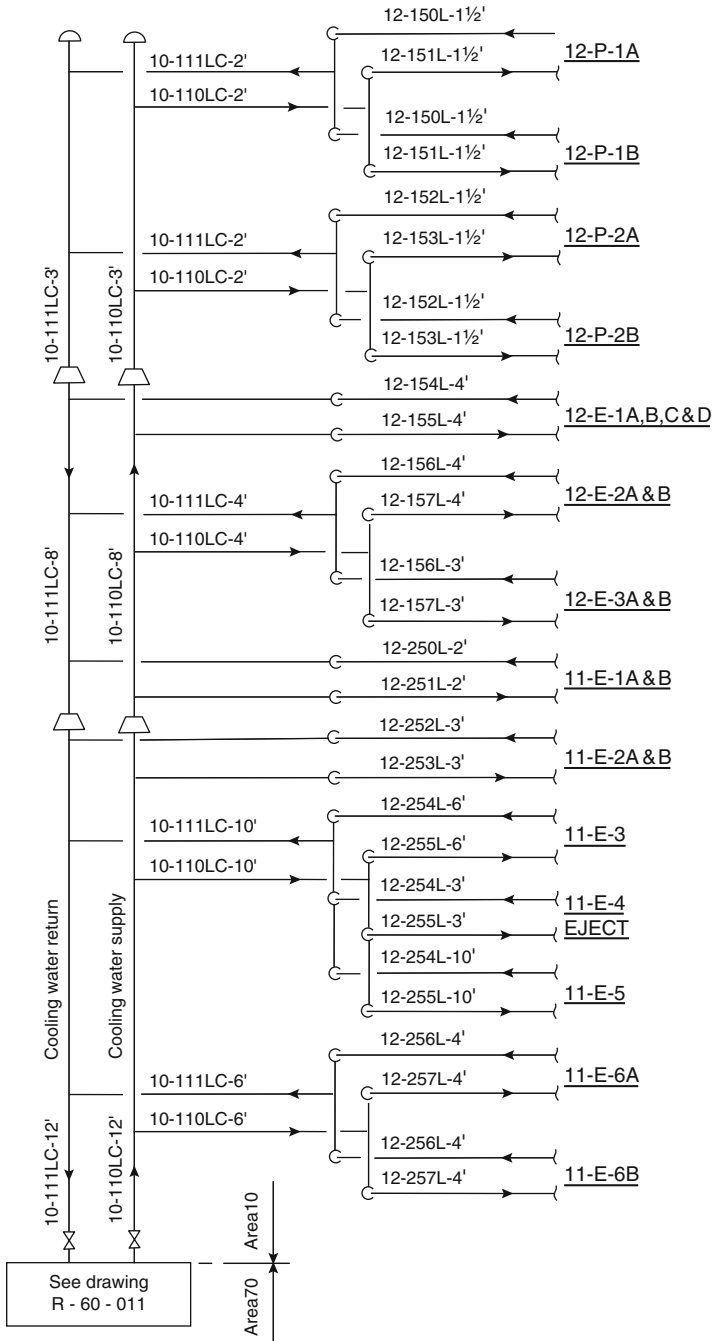 12-150L-1½'
12-P-1A
10-111LC-2'
12-151L-1½'
10-110LC-2'
12-150L-1½'
12-P-1B
12-151L-1½'
12-152L-1½'
12-P-2A
10-111LC-2'
12-153L-1½'
10-110LC-2'
12-152L-1½'
12-P-2B
12-153L-1½'
10-111LC-3'
10-110LC-3'
12-154L-4'
12-E-1A,B,C&D
12-155L-4'
12-156L-4'
12-E-2A&B
10-111LC-4'
12-157L-4'
10-110LC-4'
12-156L-3'
12-E-3A&B
12-157L-3'
10-111LC-8'
10-110LC-8'
12-250L-2'
11-E-1A&B
12-251L-2'
12-252L-3'
11-E-2A&B
12-253L-3'
12-254L-6'
11-E-3
10-111LC-10'
12-255L-6'
10-110LC-10'
12-254L-3'
11-E-4
12-255L-3'
EJECT
12-254L-10'
11-E-5
12-255L-10'
Cooling water return
Cooling water supply
12-256L-4'
11-E-6A
10-111LC-6'
12-257L-4'
10-110LC-6'
12-256L-4'
11-E-6B
12-257L-4'
10-111LC-12'
10-110LC-12'
Area10
Area70
See drawing
R - 60 - 011